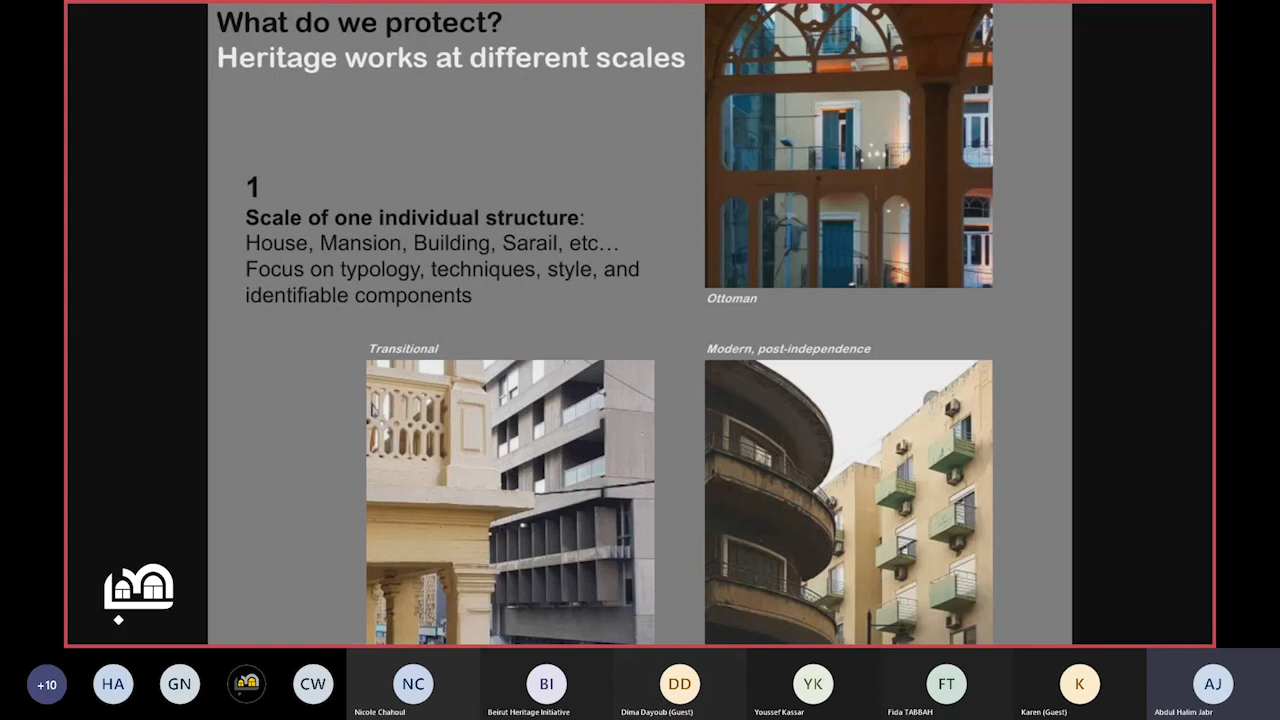 What do we protect?
Heritage works at different scales
1
Scale of one individual structure:
House, Mansion, Building, Sarail, etc…
Focus on typology, techniques, style, and
identifiable components
Ottoman
Transitional
Modern, post-independence
+10
HA
GN
CW
NC
BI
DD
YK
FT
K
AJ
Nicole Chahoul
Beirut Heritage Initiative
Dima Dayoub (Guest)
Youssef Kassar
Fida TABBAH
Karen (Guest)
Abdul Halim Jabr